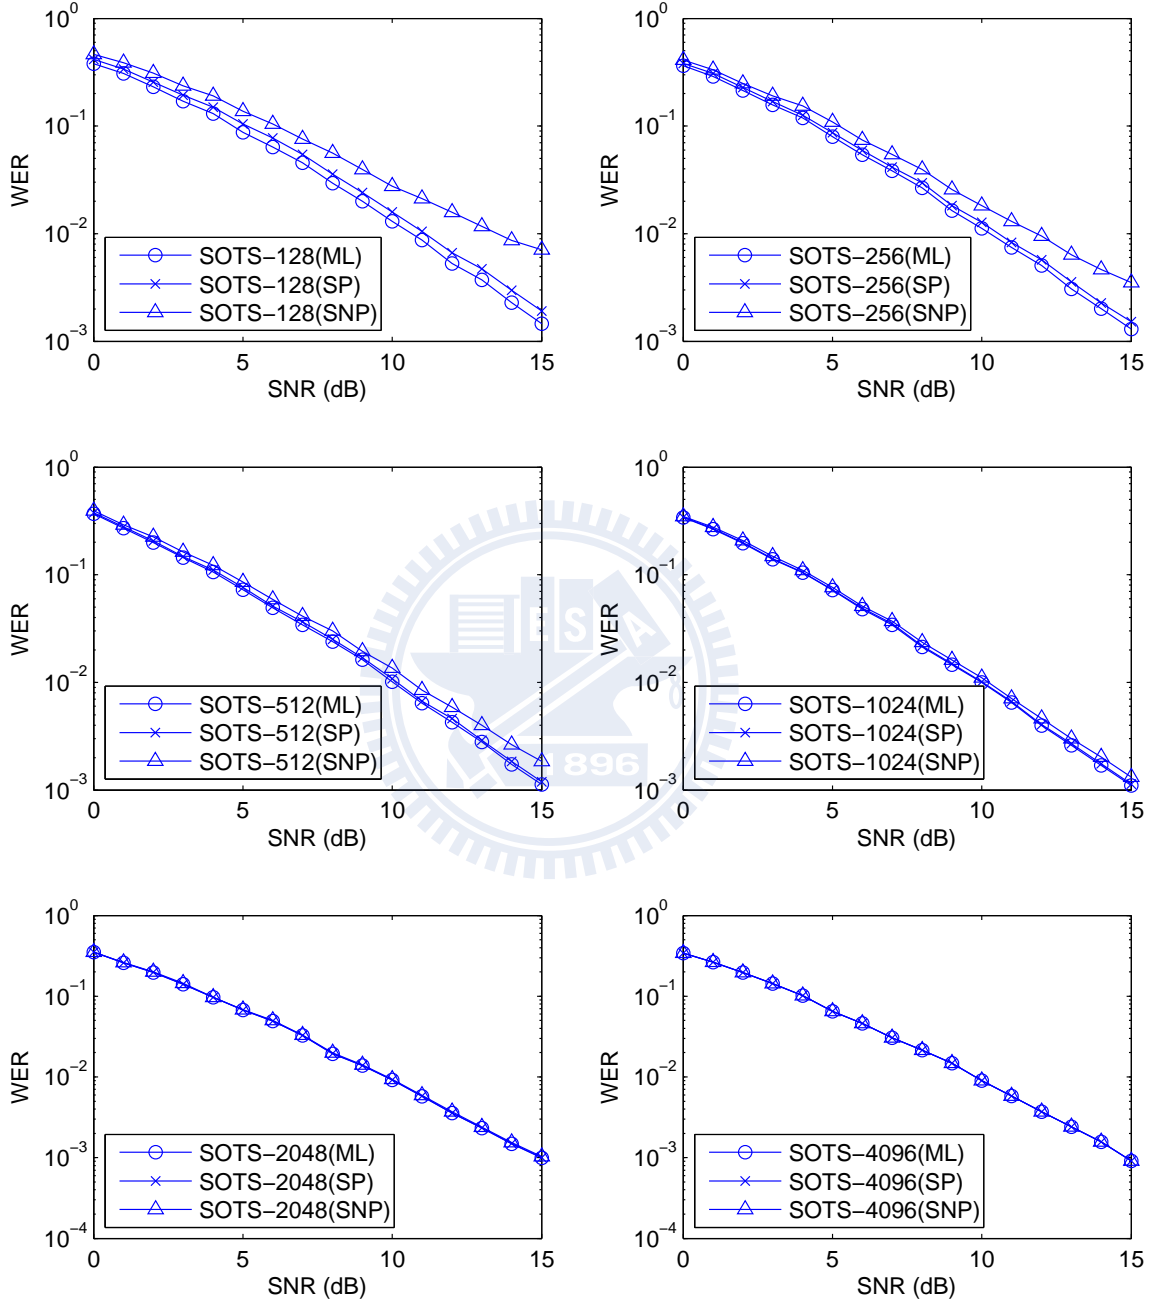 10^0
10^-1
10^-2
10^-3
WER
0 5 10 15
SNR (dB)
SOTS-128(ML)
SOTS-128(SP)
SOTS-128(SNP)
10^0
10^-1
10^-2
10^-3
WER
0 5 10 15
SNR (dB)
SOTS-256(ML)
SOTS-256(SP)
SOTS-256(SNP)
10^0
10^-1
10^-2
10^-3
WER
0 5 10 15
SNR (dB)
SOTS-512(ML)
SOTS-512(SP)
SOTS-512(SNP)
10^0
10^-1
10^-2
10^-3
WER
0 5 10 15
SNR (dB)
SOTS-1024(ML)
SOTS-1024(SP)
SOTS-1024(SNP)
ESA
1896
10^0
10^-1
10^-2
10^-3
10^-4
WER
0 5 10 15
SNR (dB)
SOTS-2048(ML)
SOTS-2048(SP)
SOTS-2048(SNP)
10^0
10^-1
10^-2
10^-3
10^-4
WER
0 5 10 15
SNR (dB)
SOTS-4096(ML)
SOTS-4096(SP)
SOTS-4096(SNP)